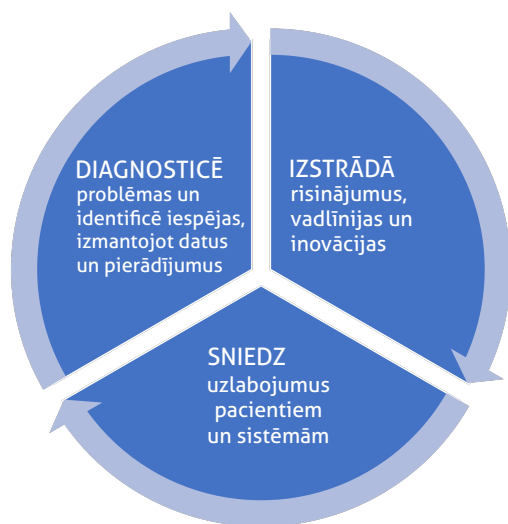 DIAGNOSTICĒ
problēmas un
identificē iespējas,
izmantojot datus
un pierādījumus
IZSTRĀDĀ
risinājumus,
vadlīnijas un
inovācijas
SNIEDZ
uzlabojumus
pacientiem
un sistēmām